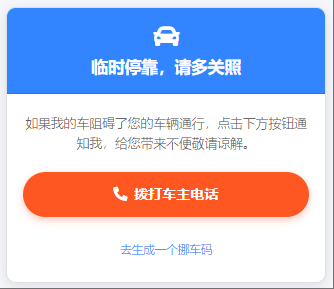 临时停靠，请多关照
如果我的车阻碍了您的车辆通行，点击下方按钮通
知我，给您带来不便敬请谅解。
拨打车主电话
去生成一个挪车码